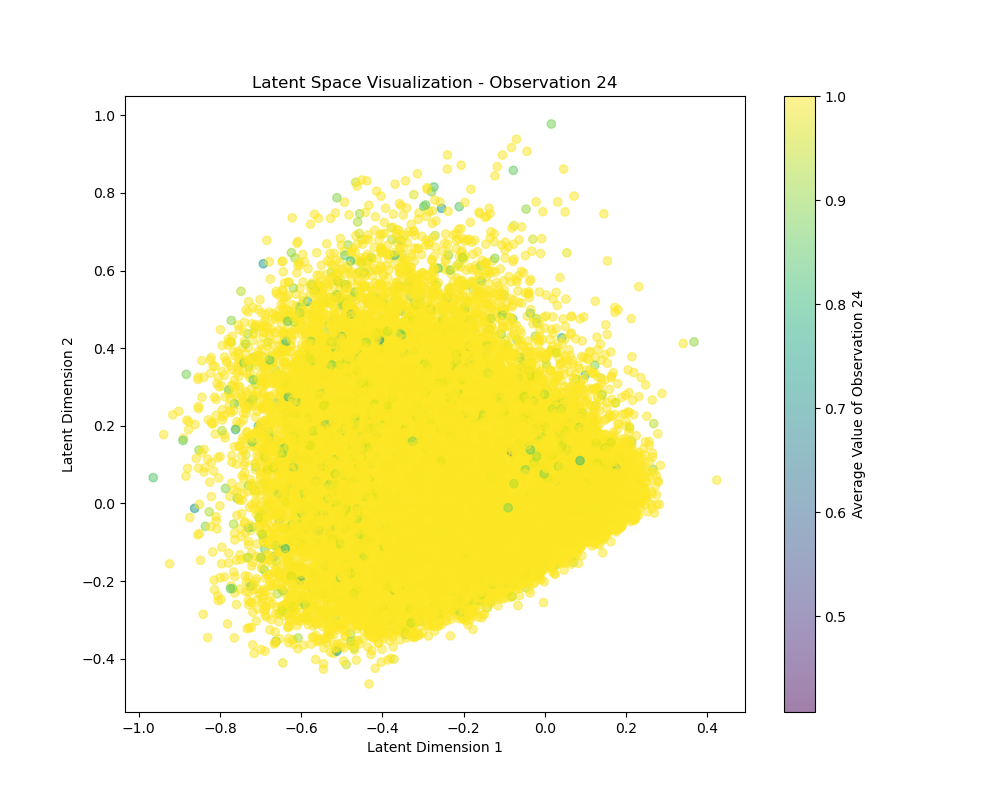 Latent Space Visualization - Observation 24
1.0
0.8
0.6
0.4
0.2
0.0
−0.2
−0.4
Latent Dimension 2
−1.0 −0.8 −0.6 −0.4 −0.2 0.0 0.2 0.4
Latent Dimension 1
1.0
0.9
0.8
0.7
0.6
0.5
Average Value of Observation 24